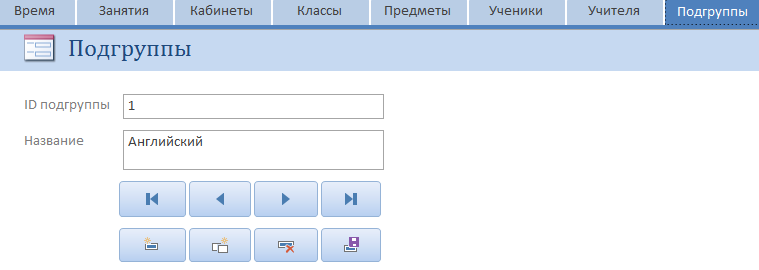 Время Занятия Кабинеты Классы Предметы Ученики Учителя Подгруппы
Подгруппы
ID подгруппы 1
Название Английский